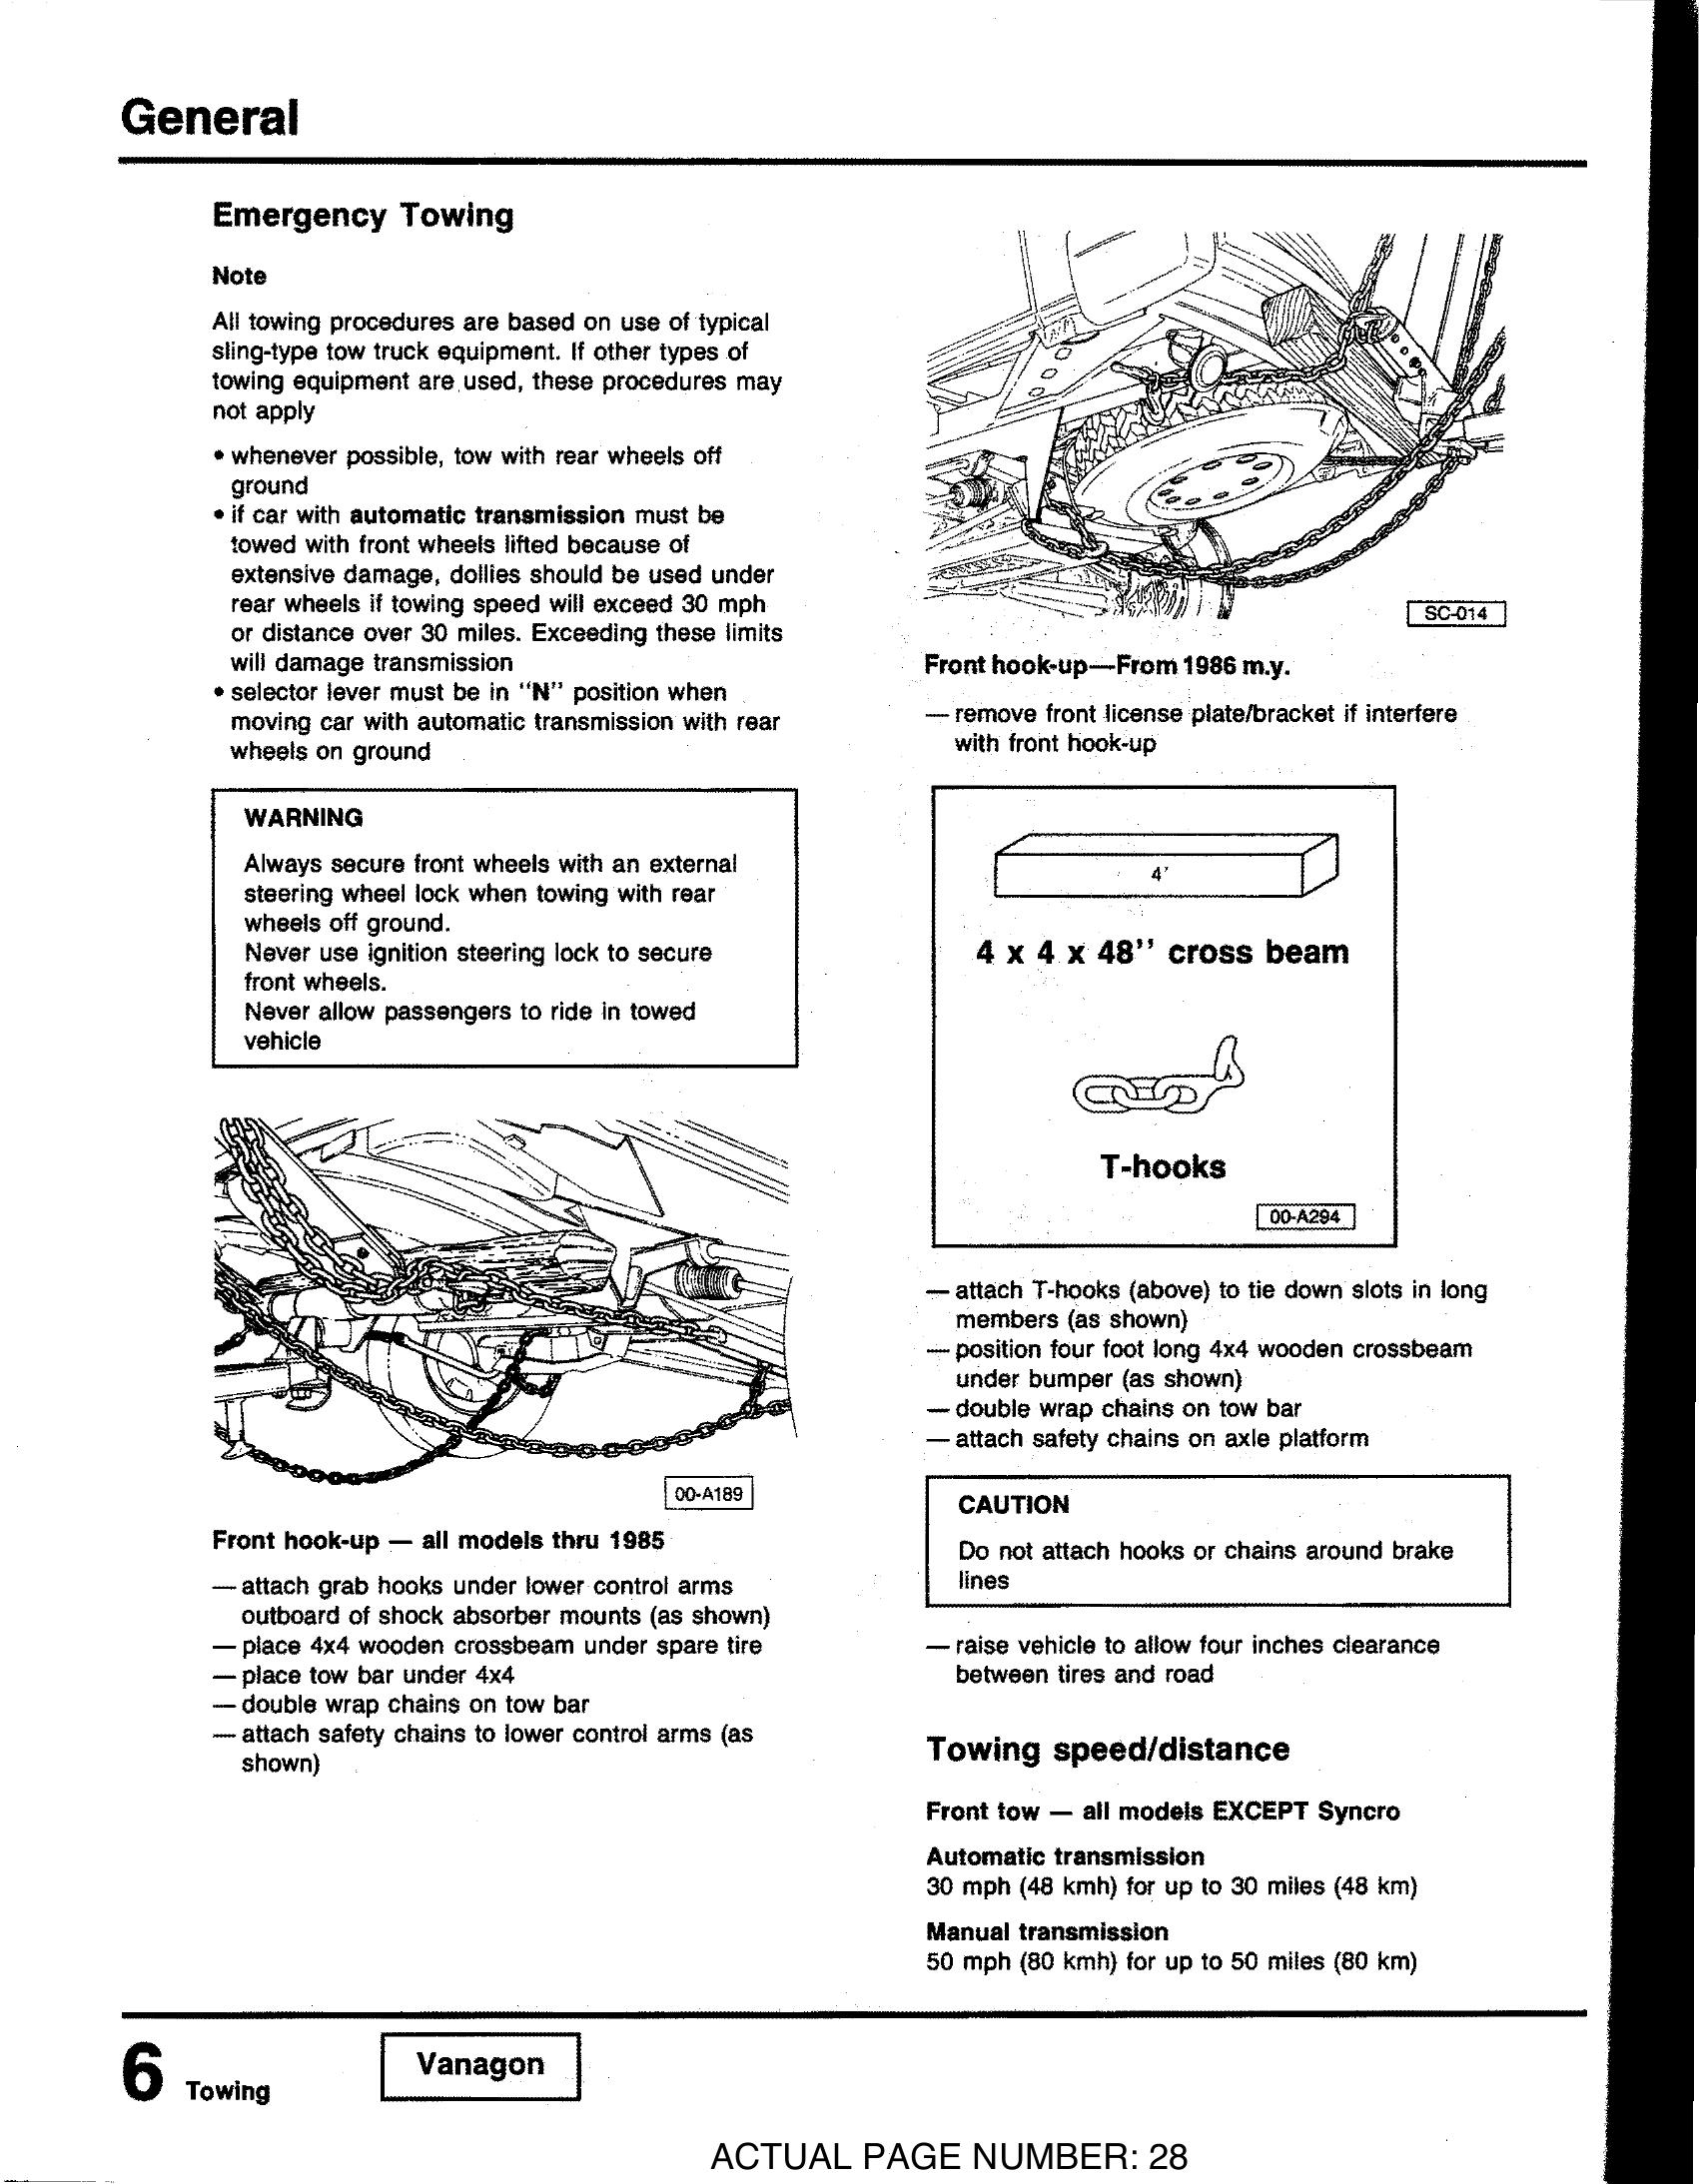 General
Emergency Towing
Note
All towing procedures are based on use of typical
sling-type tow truck equipment. If other types of
towing equipment are used, these procedures may
not apply
• whenever possible, tow with rear wheels off
ground
• if car with automatic transmission must be
towed with front wheels lifted because of
extensive damage, dollies should be used under
rear wheels if towing speed will exceed 30 mph
or distance over 30 miles. Exceeding these limits
will damage transmission
• selector lever must be in "N" position when
moving car with automatic transmission with rear
wheels on ground
WARNING
Always secure front wheels with an external
steering wheel lock when towing with rear
wheels off ground.
Never use ignition steering lock to secure
front wheels.
Never allow passengers to ride in towed
vehicle
00-A189
Front hook-up — all models thru 1985
— attach grab hooks under lower control arms
outboard of shock absorber mounts (as shown)
— place 4x4 wooden crossbeam under spare tire
— place tow bar under 4x4
— double wrap chains on tow bar
— attach safety chains to lower control arms (as
shown)
SC-014
Front hook-up—From 1986 m.y.
— remove front license plate/bracket if interfere
with front hook-up
4'
4 x 4 x 48'' cross beam
T-hooks
00-A294
— attach T-hooks (above) to tie down slots in long
members (as shown)
— position four foot long 4x4 wooden crossbeam
under bumper (as shown)
— double wrap chains on tow bar
— attach safety chains on axle platform
CAUTION
Do not attach hooks or chains around brake
lines
— raise vehicle to allow four inches clearance
between tires and road
Towing speed/distance
Front tow — all models EXCEPT Syncro
Automatic transmission
30 mph (48 kmh) for up to 30 miles (48 km)
Manual transmission
50 mph (80 kmh) for up to 50 miles (80 km)
6 Towing
Vanagon
ACTUAL PAGE NUMBER: 28